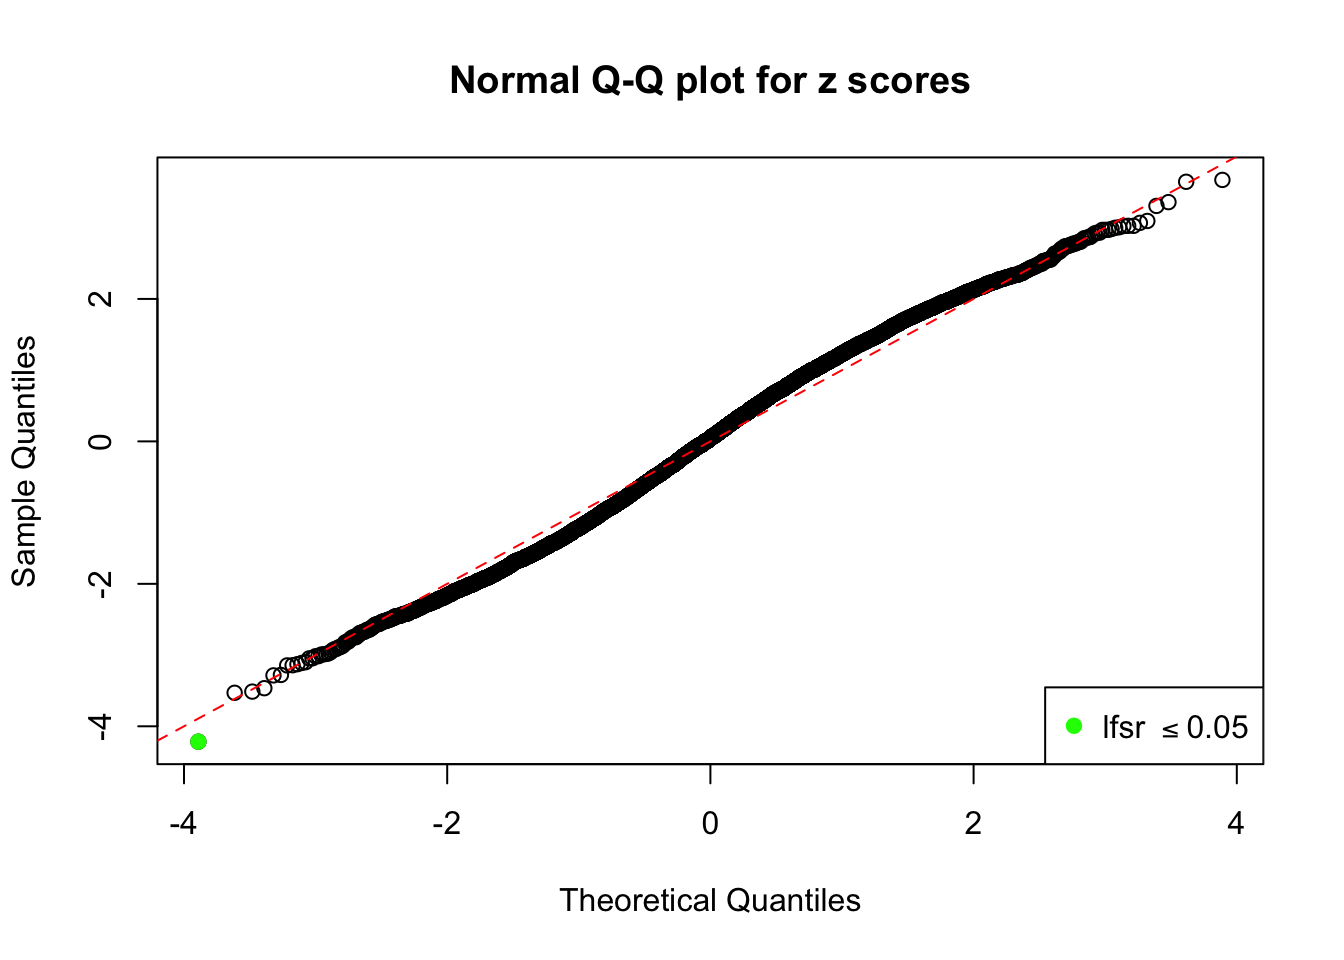 Normal Q-Q plot for z scores
Sample Quantiles
2
0
-2
-4
-4 -2 0 2 4
Theoretical Quantiles
lfsr ≤ 0.05